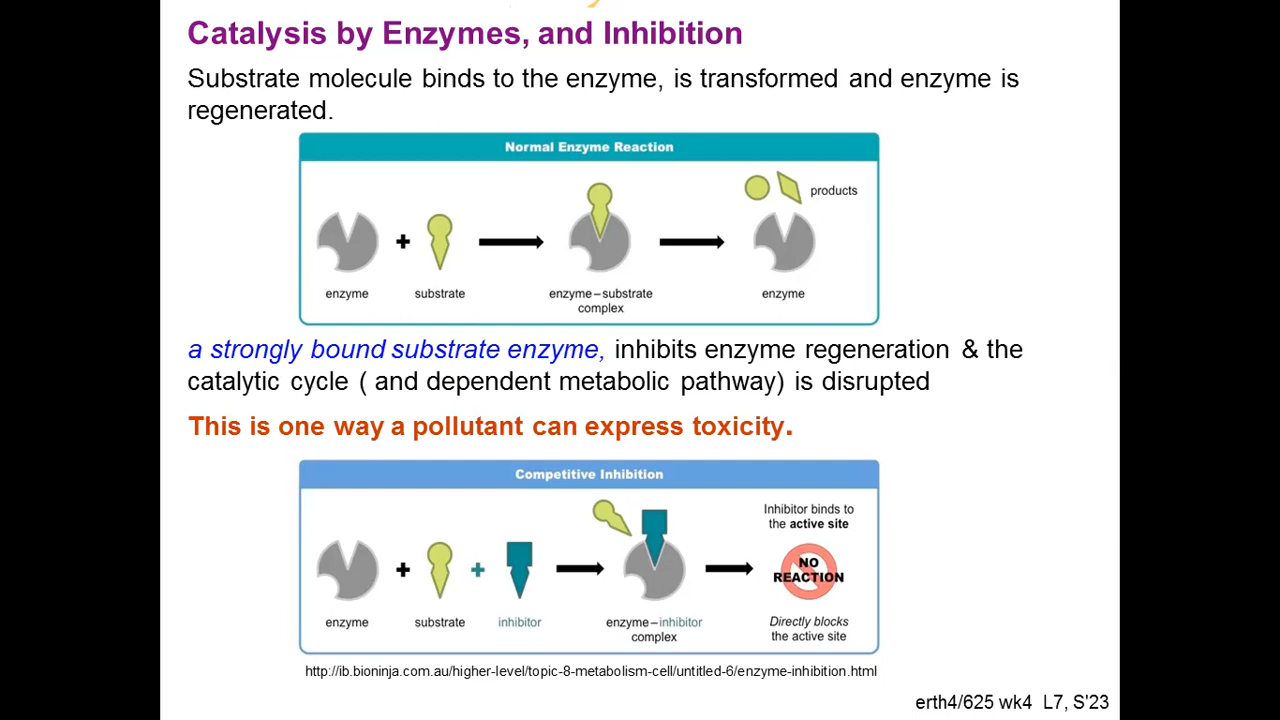 Catalysis by Enzymes, and Inhibition
Substrate molecule binds to the enzyme, is transformed and enzyme is
regenerated.
Normal Enzyme Reaction
products
enzyme
substrate
enzyme–substrate
complex
enzyme
a strongly bound substrate enzyme, inhibits enzyme regeneration & the
catalytic cycle ( and dependent metabolic pathway) is disrupted
This is one way a pollutant can express toxicity.
Competitive Inhibition
Inhibitor binds to
the active site
NO
REACTION
enzyme
substrate
inhibitor
enzyme–inhibitor
complex
Directly blocks
the active site
http://ib.bioninja.com.au/higher-level/topic-8-metabolism-cell/untitled-6/enzyme-inhibition.html
erth4/625 wk4 L7, S'23